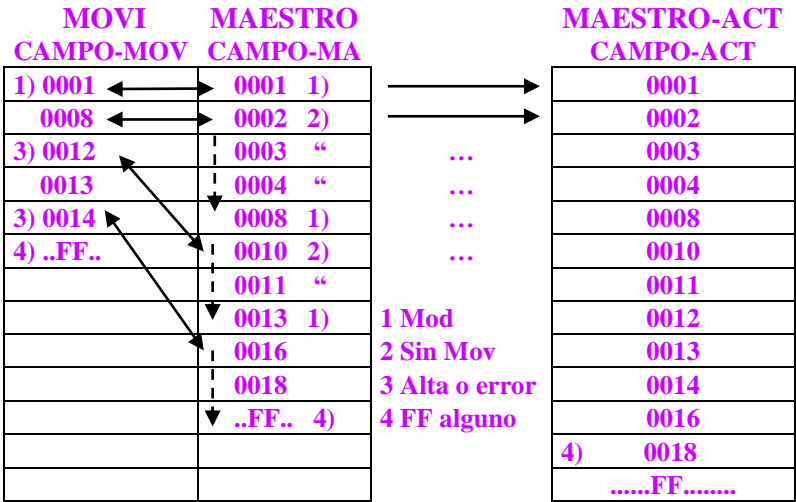 MOVI MAESTRO MAESTRO-ACT
CAMPO-MOV CAMPO-MA CAMPO-ACT
1) 0001 0001 1) 0001
0008 0002 2) 0002
3) 0012 0003 “ … 0003
0013 0004 “ … 0004
3) 0014 0008 1) … 0008
4) ..FF.. 0010 2) … 0010
0011 “ 0011
0013 1) 1 Mod 0012
0016 2 Sin Mov 0013
0018 3 Alta o error 0014
..FF.. 4) 4 FF alguno 0016
4) 0018
......FF........